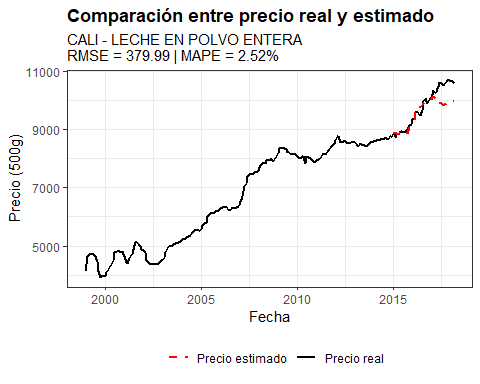 Comparación entre precio real y estimado
CALI - LECHE EN POLVO ENTERA
RMSE = 379.99 | MAPE = 2.52%
Precio (500g)
11000
9000
7000
5000
2000 2005 2010 2015
Fecha
Precio estimado Precio real